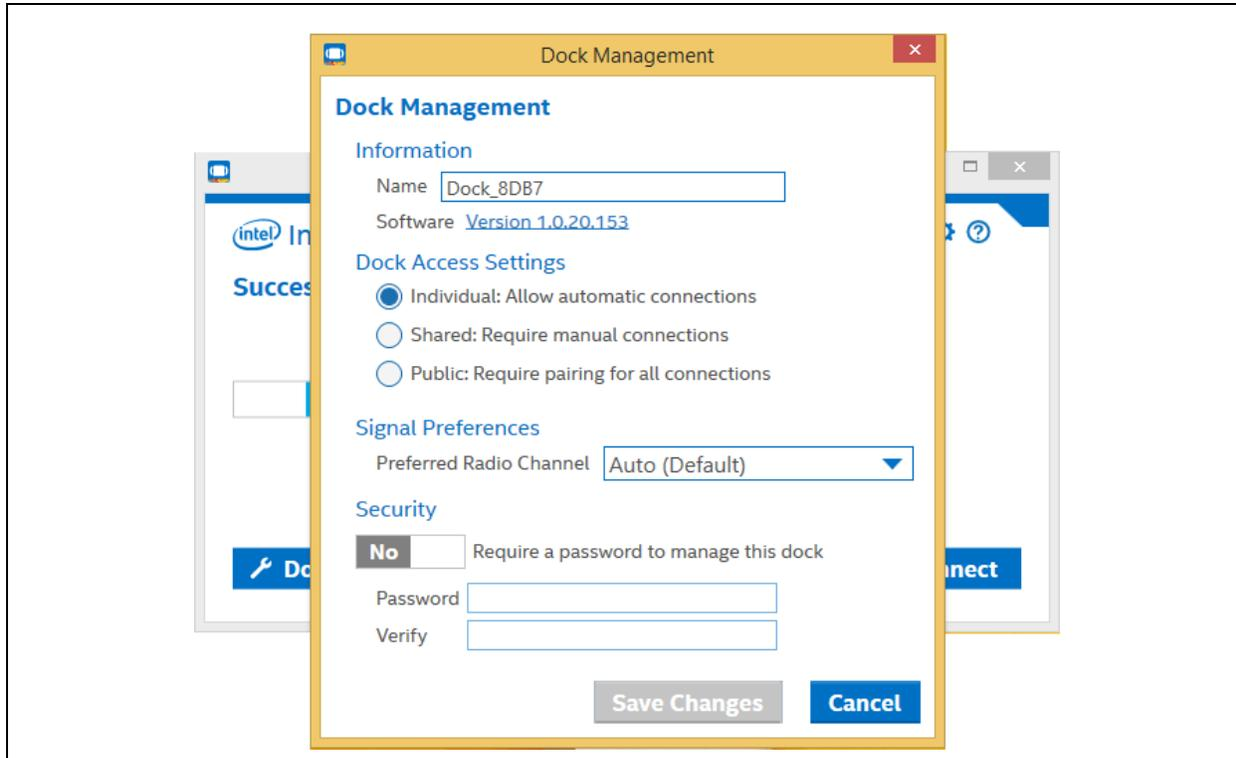 Dock Management
Dock Management
Information
Name Dock_8DB7
Software Version 1.0.20.153
intel In
Dock Access Settings
Succes
Individual: Allow automatic connections
Shared: Require manual connections
Public: Require pairing for all connections
Signal Preferences
Preferred Radio Channel Auto (Default)
Security
No Require a password to manage this dock
Do
nnect
Password
Verify
Save Changes Cancel